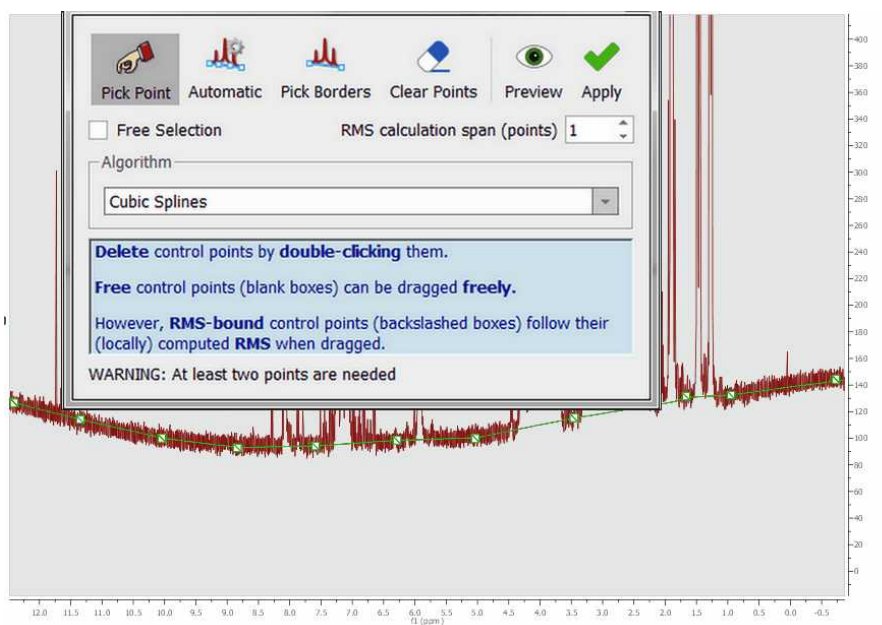 Pick Point Automatic Pick Borders Clear Points Preview Apply
Free Selection RMS calculation span (points) 1
Algorithm
Cubic Splines
Delete control points by double-clicking them.
Free control points (blank boxes) can be dragged freely.
However, RMS-bound control points (backslashed boxes) follow their
(locally) computed RMS when dragged.
WARNING: At least two points are needed
400
380
360
340
320
300
280
260
240
220
200
180
160
140
120
100
80
60
40
20
0
12.0 11.5 11.0 10.5 10.0 9.5 9.0 8.5 8.0 7.5 7.0 6.5 6.0 5.5 5.0 4.5 4.0 3.5 3.0 2.5 2.0 1.5 1.0 0.5 0.0 -0.5
f1 (ppm)